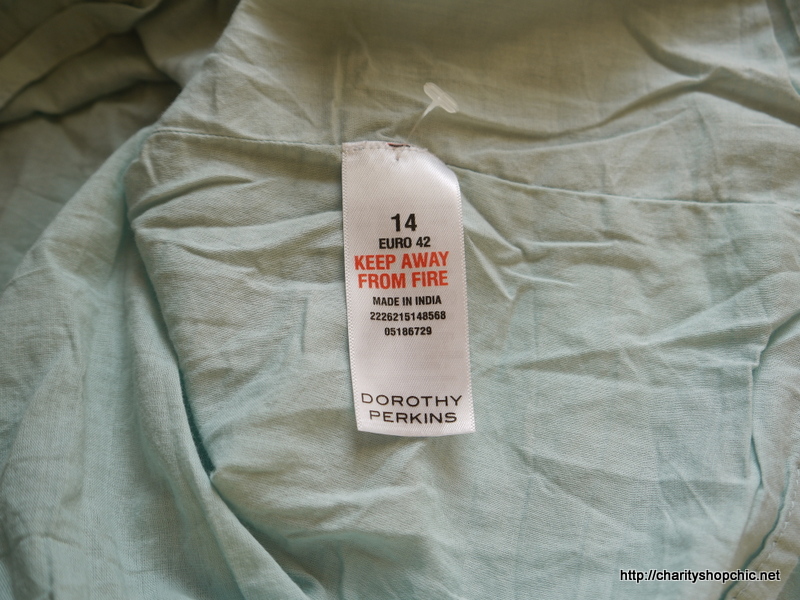 14
EURO 42
KEEP AWAY
FROM FIRE
MADE IN INDIA
2226215148568
05186729
DOROTHY
PERKINS
http://charityshopchic.net